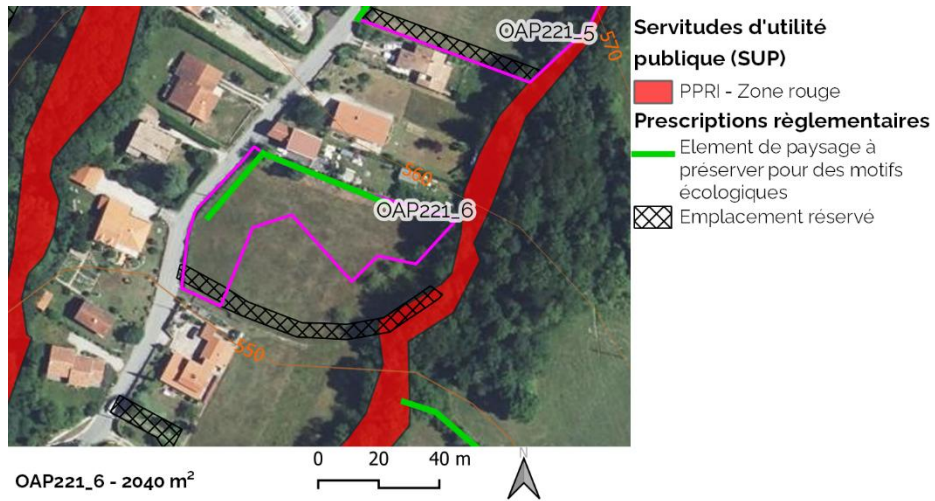 OAP221_5
570
560
OAP221_6
550
Servitudes d'utilité
publique (SUP)
PPRI - Zone rouge
Prescriptions règlementaires
Element de paysage à
préserver pour des motifs
écologiques
Emplacement réservé
OAP221_6 - 2040 m²
0 20 40 m
N